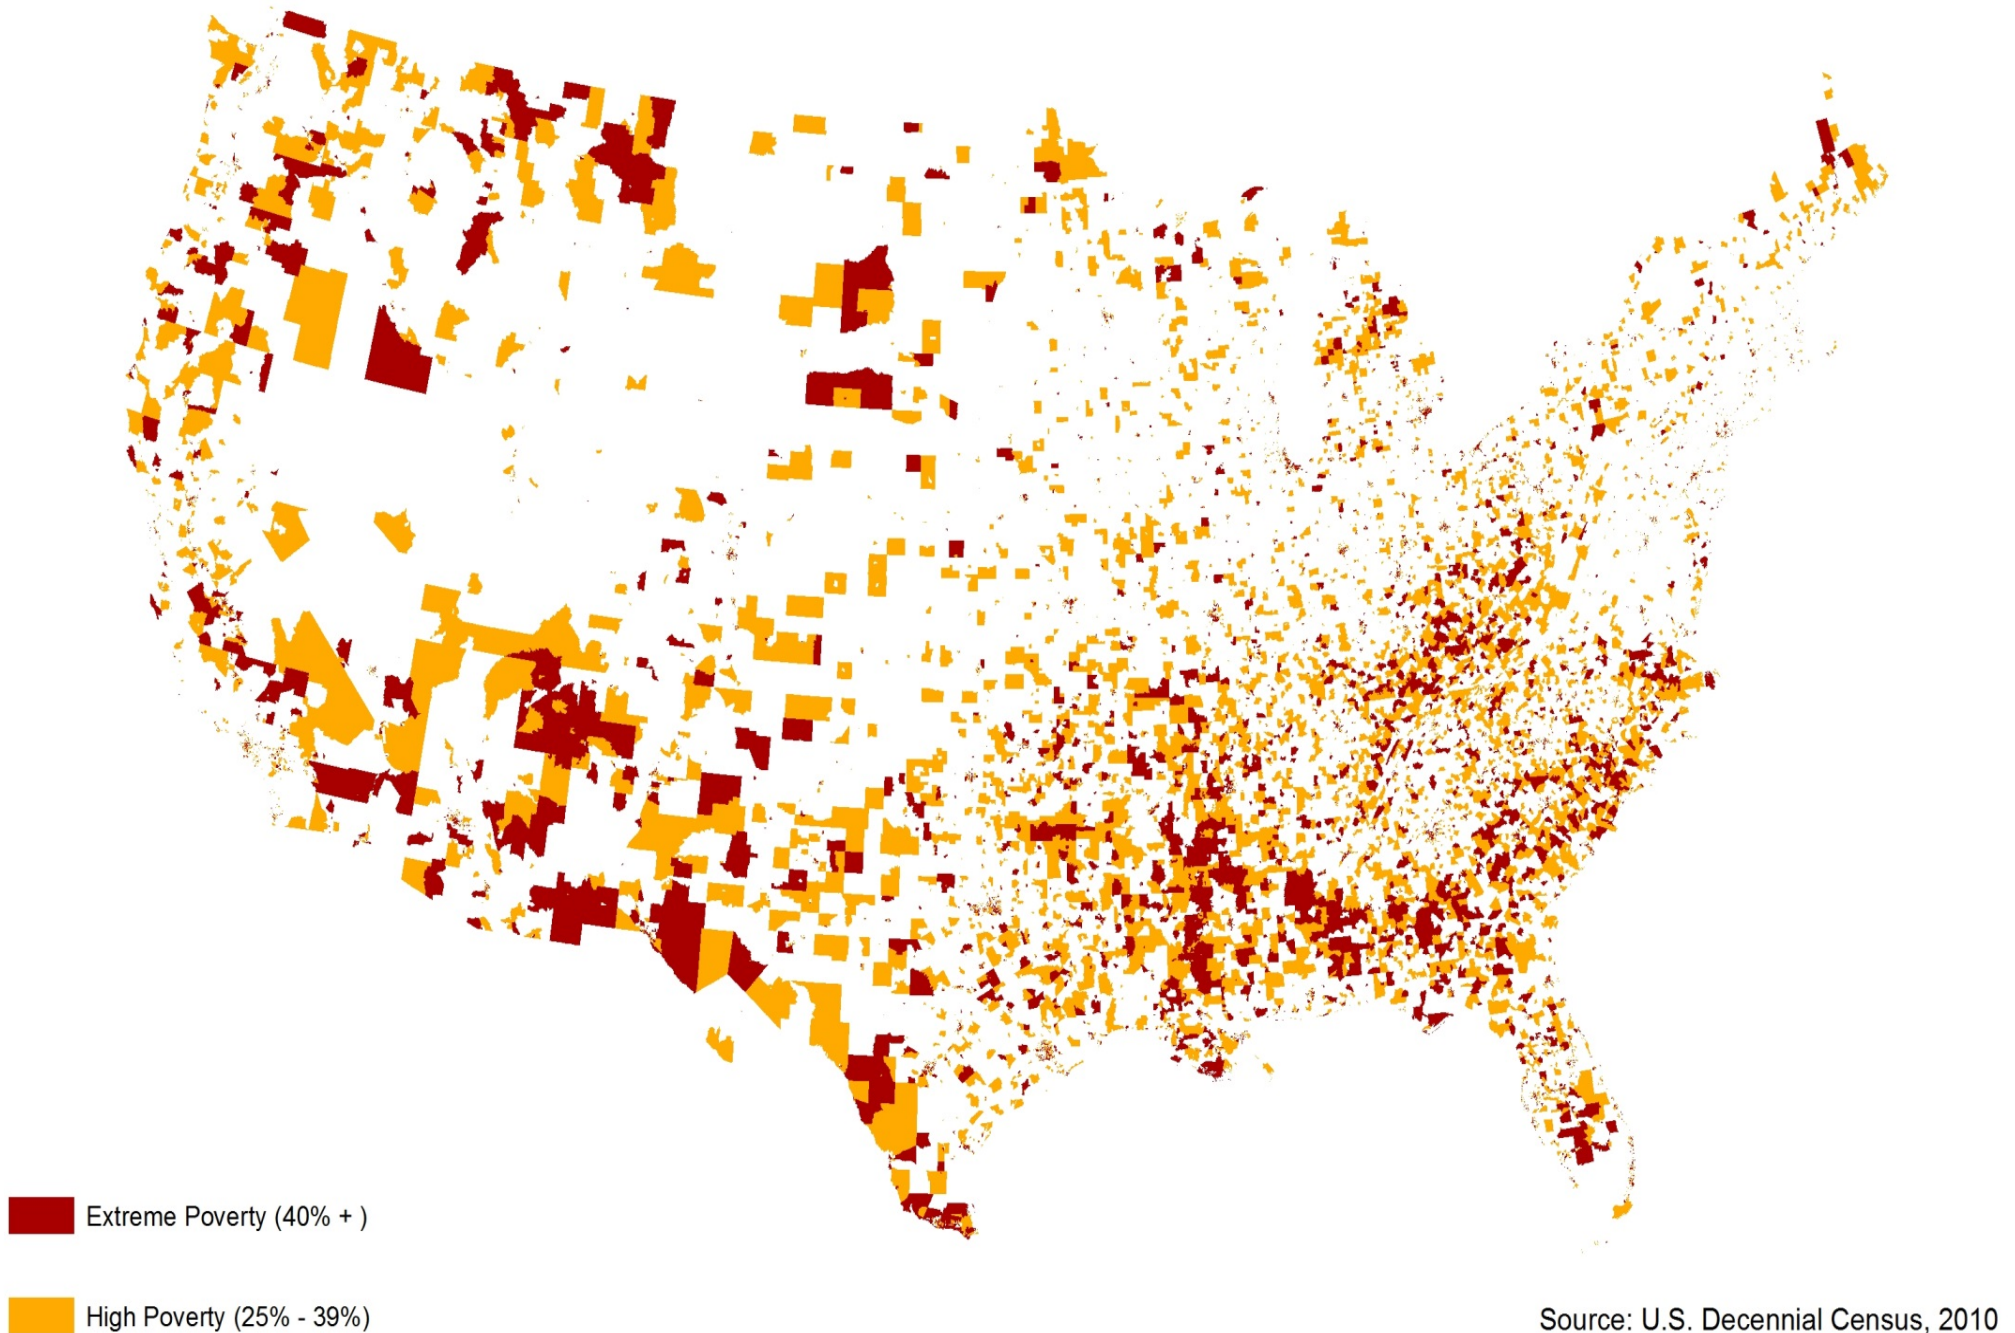 Extreme Poverty (40% + )
High Poverty (25% - 39%)
Source: U.S. Decennial Census, 2010